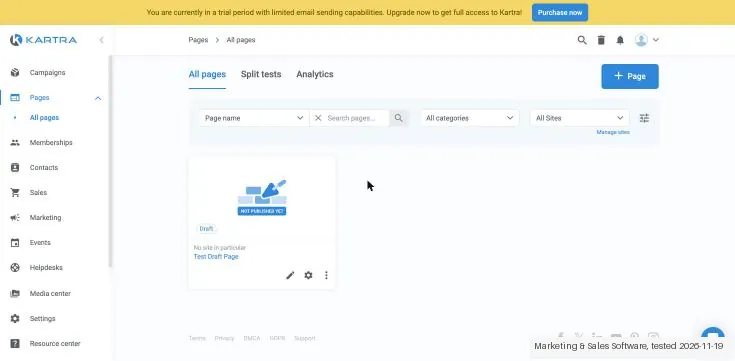 You are currently in a trial period with limited email sending capabilities. Upgrade now to get full access to Kartra!
Purchase now
KARTRA
Pages > All pages
Campaigns
Pages
All pages
Memberships
Contacts
Sales
Marketing
Events
Helpdesks
Media center
Settings
Resource center
All pages
Split tests
Analytics
+ Page
Page name
Search pages...
All categories
All Sites
Manage sites
NOT PUBLISHED YET
Draft
No site in particular
Test Draft Page
Terms
Privacy
DMCA
GDPR
Support
Marketing & Sales Software, tested 2026-11-19